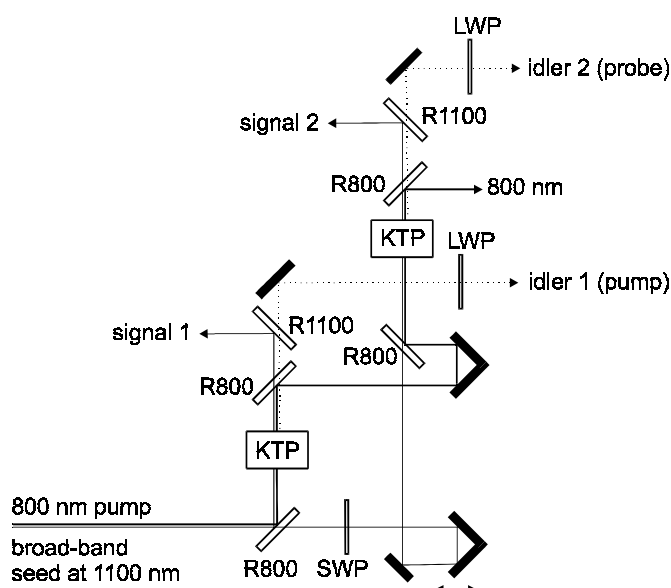 LWP
idler 2 (probe)
R1100
signal 2
R800
800 nm
KTP
LWP
idler 1 (pump)
R1100
signal 1
R800
R800
KTP
800 nm pump
broad-band
seed at 1100 nm
R800
SWP